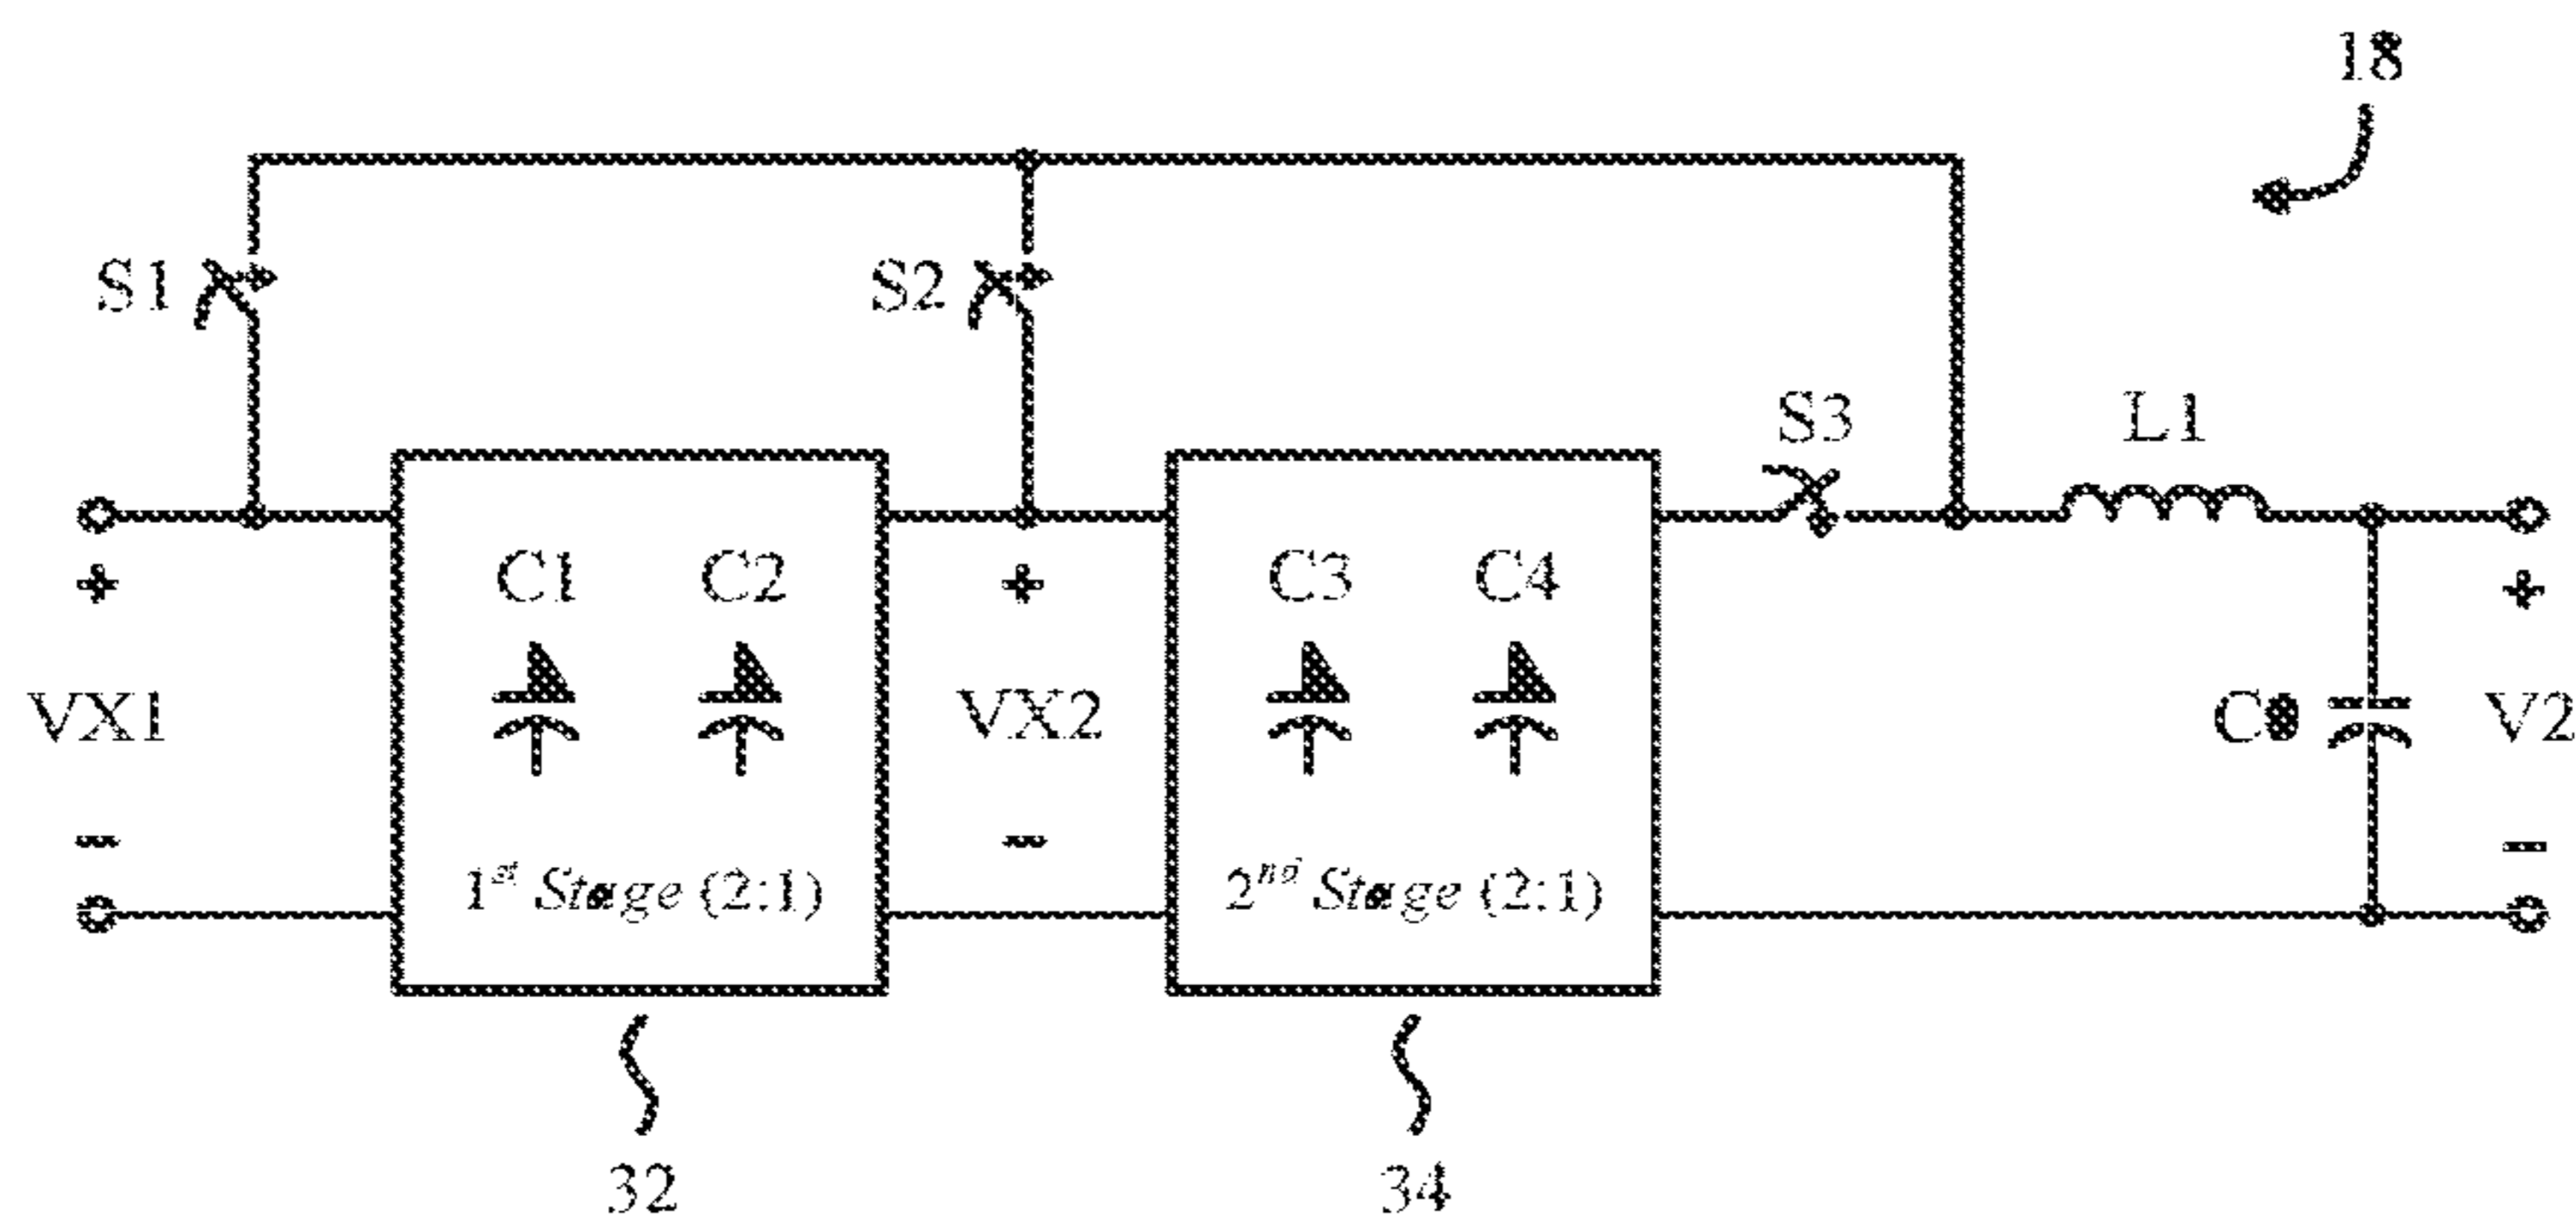 18
S1
S2
S3
L1
C1
C2
C3
C4
+
+
+
VX1
VX2
V2
−
−
−
1st Stage (2:1)
2nd Stage (2:1)
32
34